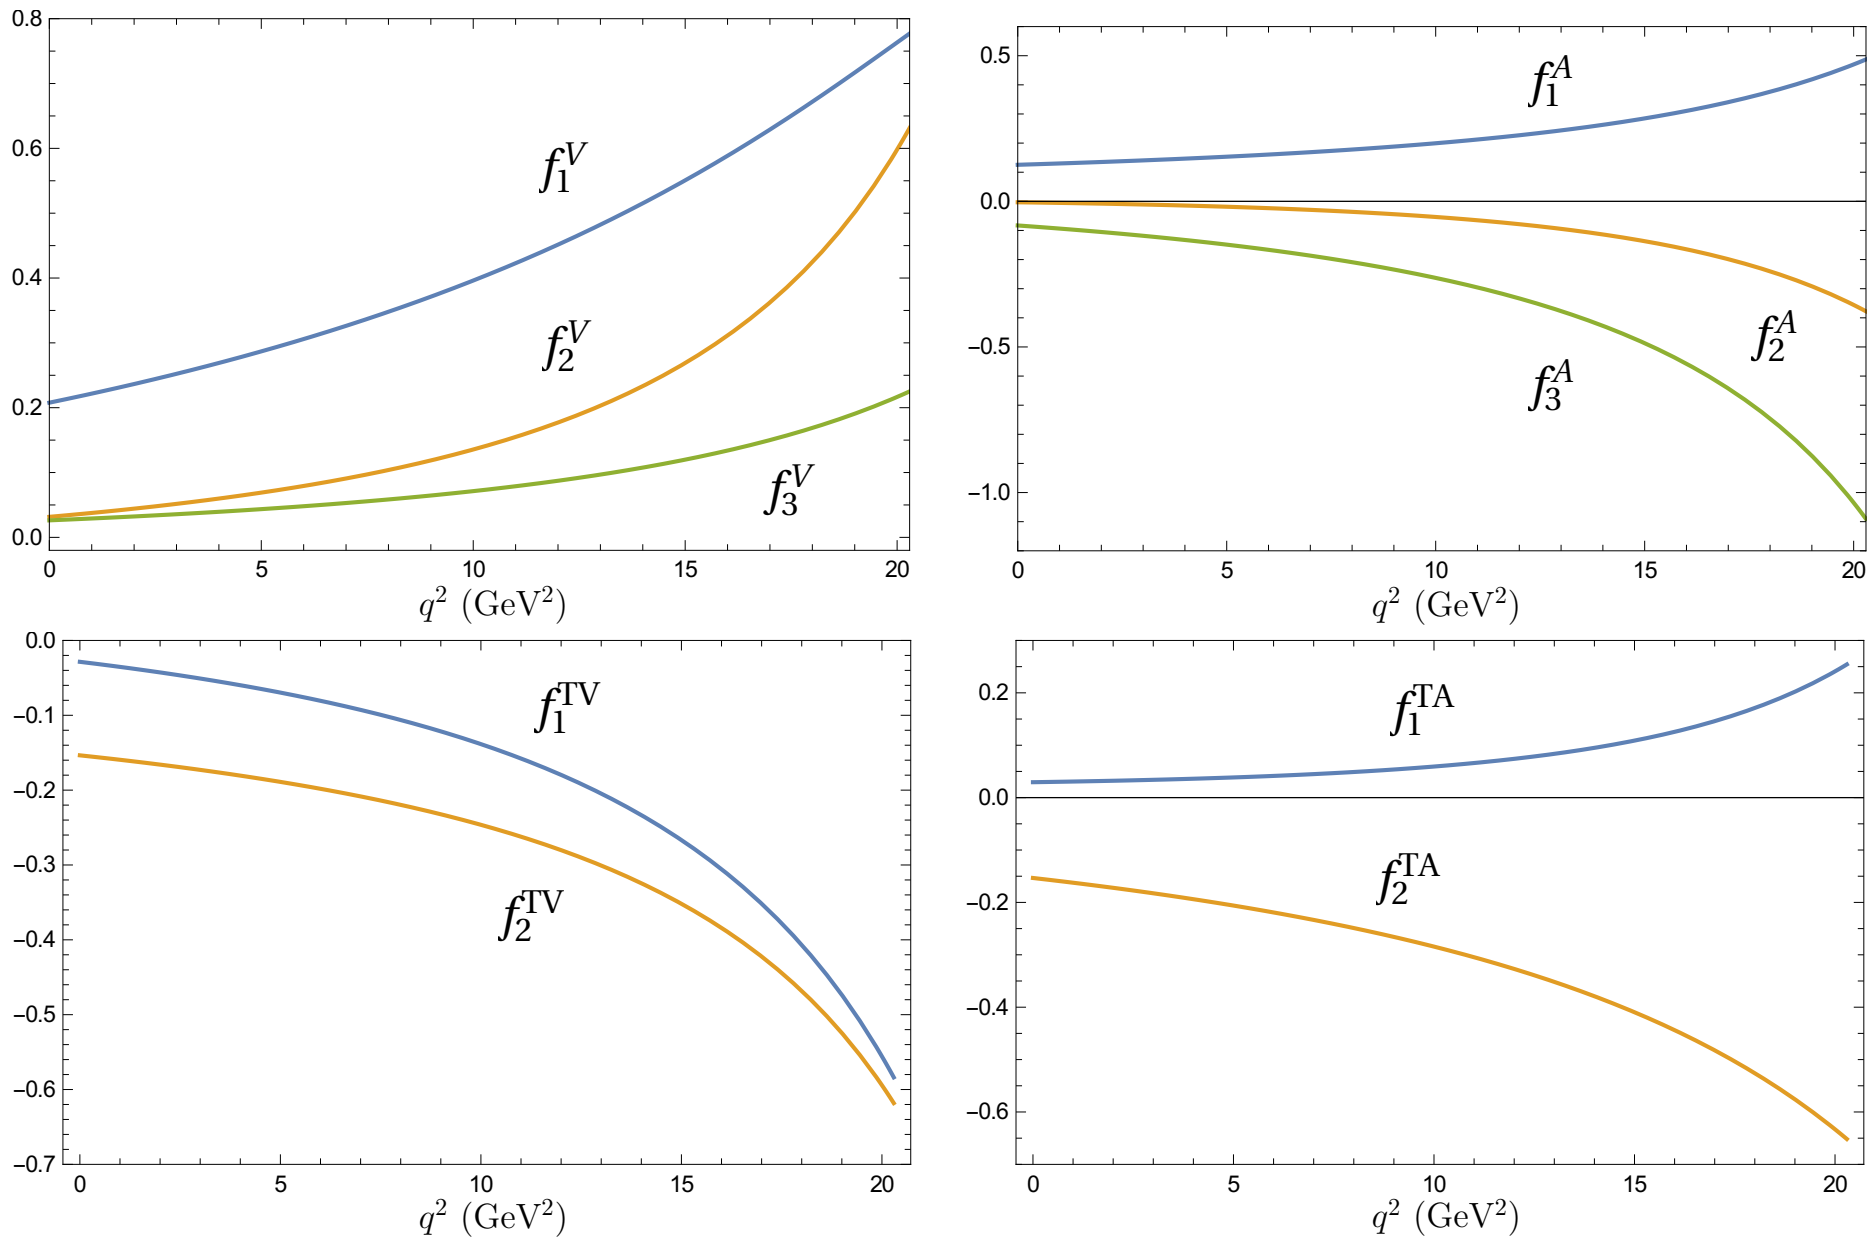 0.8
0.6
0.4
0.2
0.0
f₁ⱽ
f₂ⱽ
f₃ⱽ
0 5 10 15 20
q² (GeV²)
0.5
0.0
−0.5
−1.0
f₁ᴬ
f₂ᴬ
f₃ᴬ
0 5 10 15 20
q² (GeV²)
0.0
−0.1
−0.2
−0.3
−0.4
−0.5
−0.6
−0.7
f₁ᵀⱽ
f₂ᵀⱽ
0 5 10 15 20
q² (GeV²)
0.2
0.0
−0.2
−0.4
−0.6
f₁ᵀᴬ
f₂ᵀᴬ
0 5 10 15 20
q² (GeV²)